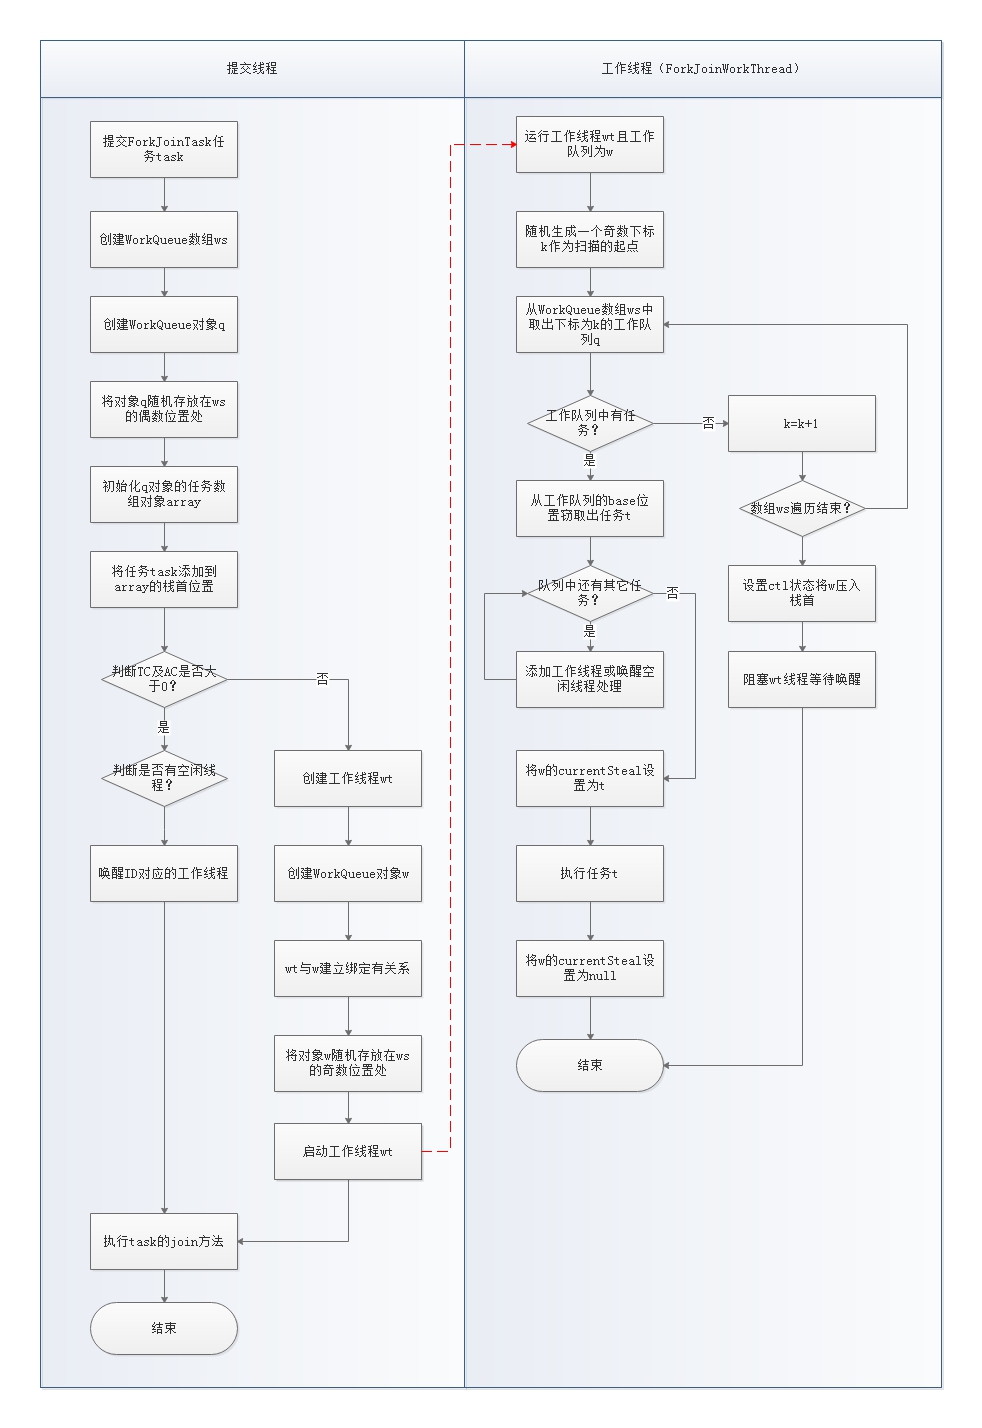 提交线程
提交ForkJoinTask任
务task
创建WorkQueue数组ws
创建WorkQueue对象q
将对象q随机存放在ws
的偶数位置处
初始化q对象的任务数
组对象array
将任务task添加到
array的栈首位置
判断TC及AC是否大
于0?
否
是
判断是否有空闲线
程?
唤醒ID对应的工作线程
创建工作线程wt
创建WorkQueue对象w
wt与w建立绑定有关系
将对象w随机存放在ws
的奇数位置处
启动工作线程wt
执行task的join方法
结束
工作线程（ForkJoinWorkThread）
运行工作线程wt且工作
队列为w
随机生成一个奇数下标
k作为扫描的起点
从WorkQueue数组ws中
取出下标为k的工作队
列q
工作队列中有任
务?
否
是
k=k+1
数组ws遍历结束?
设置ctl状态将w压入
栈首
阻塞wt线程等待唤醒
从工作队列的base位
置窃取出任务t
队列中还有其它任
务?
否
是
添加工作线程或唤醒空
闲线程处理
将w的currentSteal设
置为t
执行任务t
将w的currentSteal设
置为null
结束